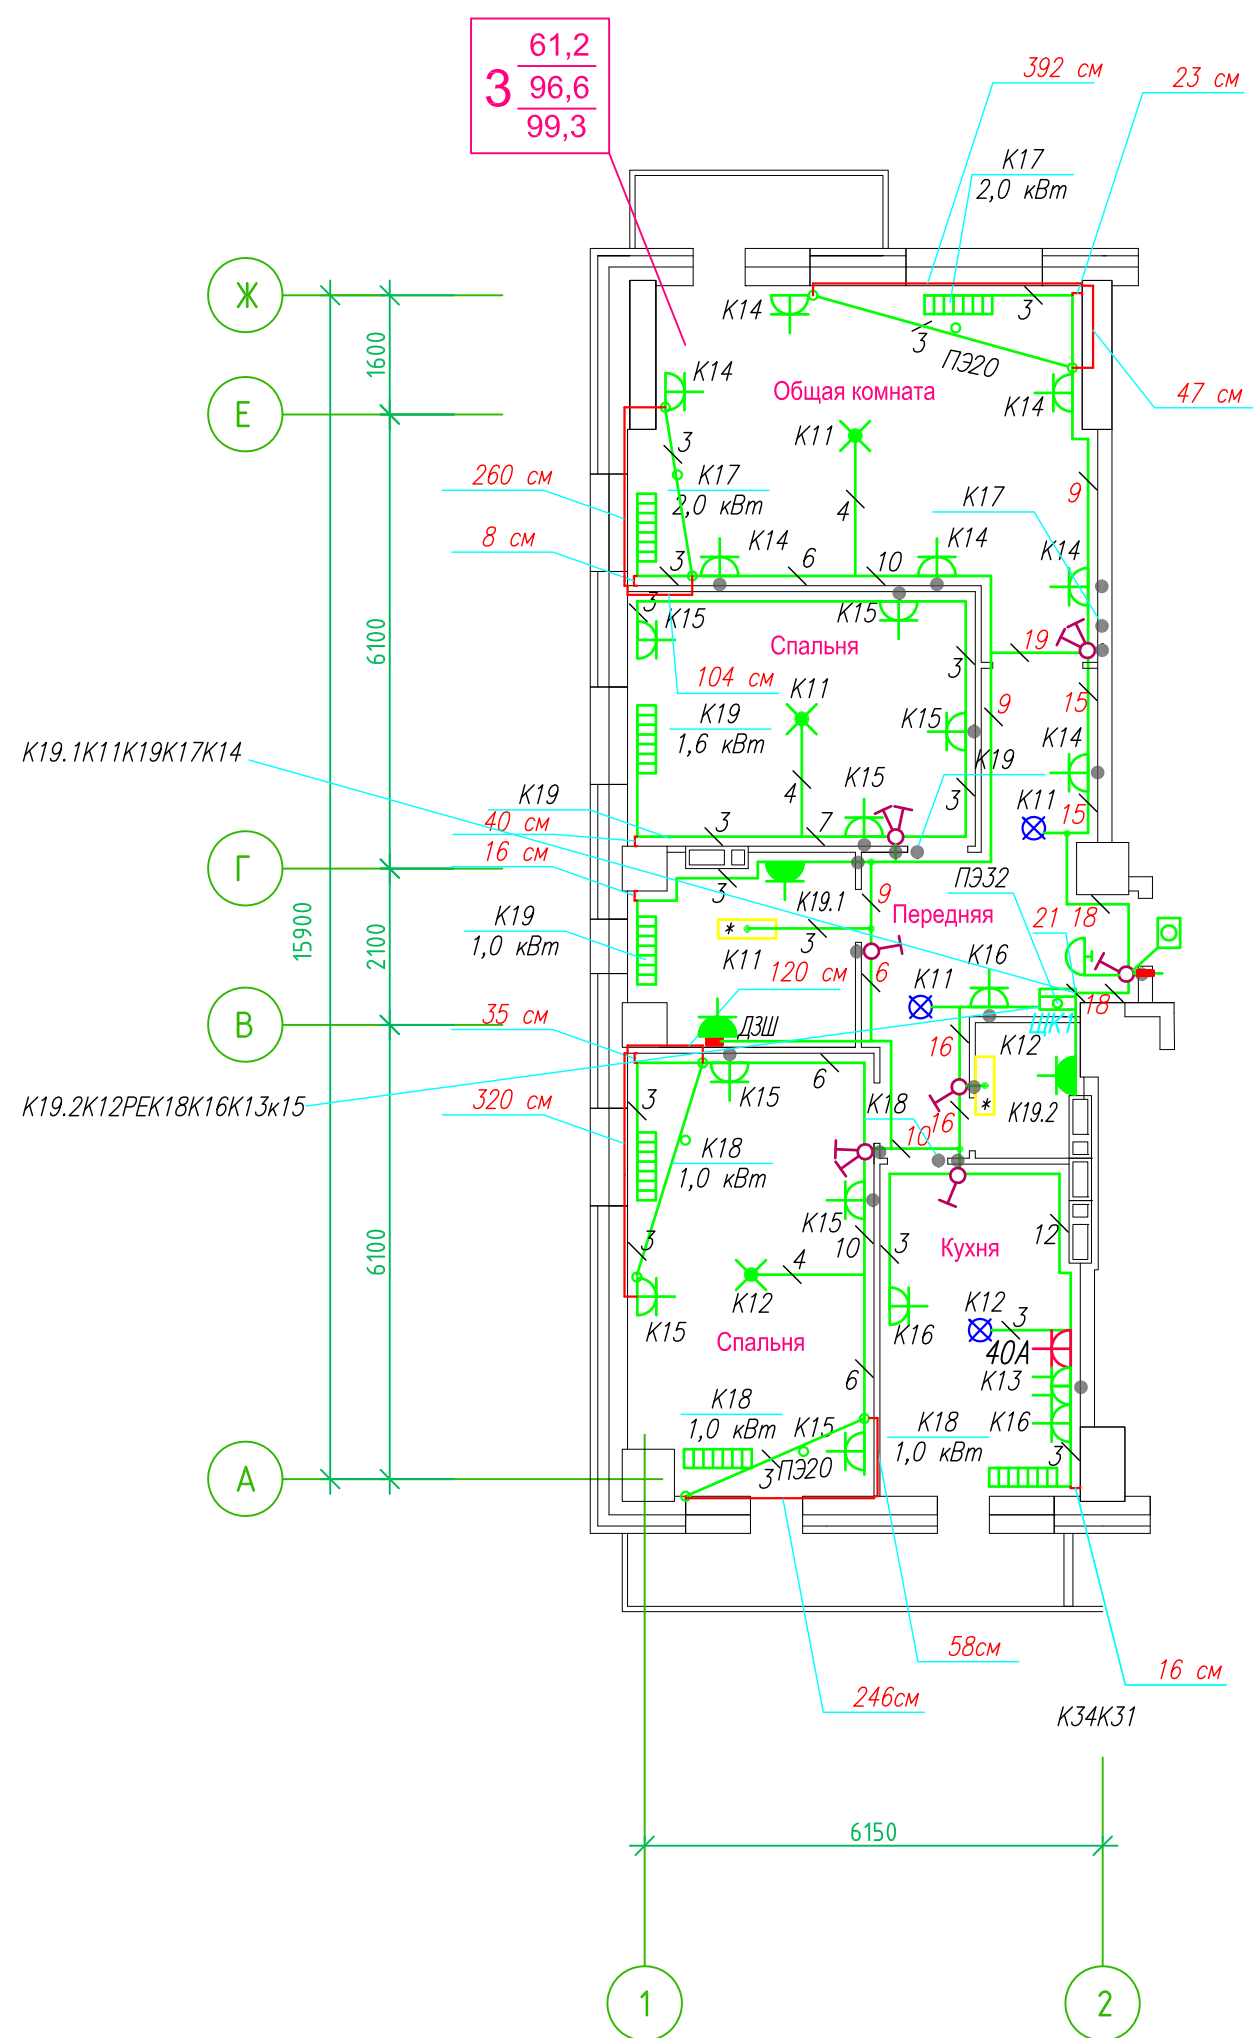 61,2
3 96,6
99,3
392 см
23 см
К17
2,0 кВт
Ж
К14
3
3
ПЭ20
1600
К14
Общая комната
К14
47 см
Е
К11
3
260 см
К17
2,0 кВт
4
К17
9
8 см
К14
К14
К14
3
6
10
3
К15
К15
6100
Спальня
3
19
104 см
К11
15
К19
1,6 кВт
К15
9
К14
К19.1К11К19К17К14
К19
К19
4
К15
3
К11
40 см
3
7
15
16 см
Г
ПЭ32
3
К19.1
9
Передняя
21
18
15900
2100
К19
1,0 кВт
*
3
К11
120 см
6
К16
К11
18
В
35 см
ДЗШ
ЩК1
16
К12
6
К19.2К12РЕК18К16К13к15
320 см
3
К15
К18
*
К19.2
16
10
К18
1,0 кВт
К15
10
12
6100
3
3
Кухня
4
К12
К12
3
К15
К16
40А
Спальня
6
К13
К18
1,0 кВт
К15
К18
1,0 кВт
К16
3
А
3
ПЭ20
58см
16 см
246см
К34К31
6150
1
2